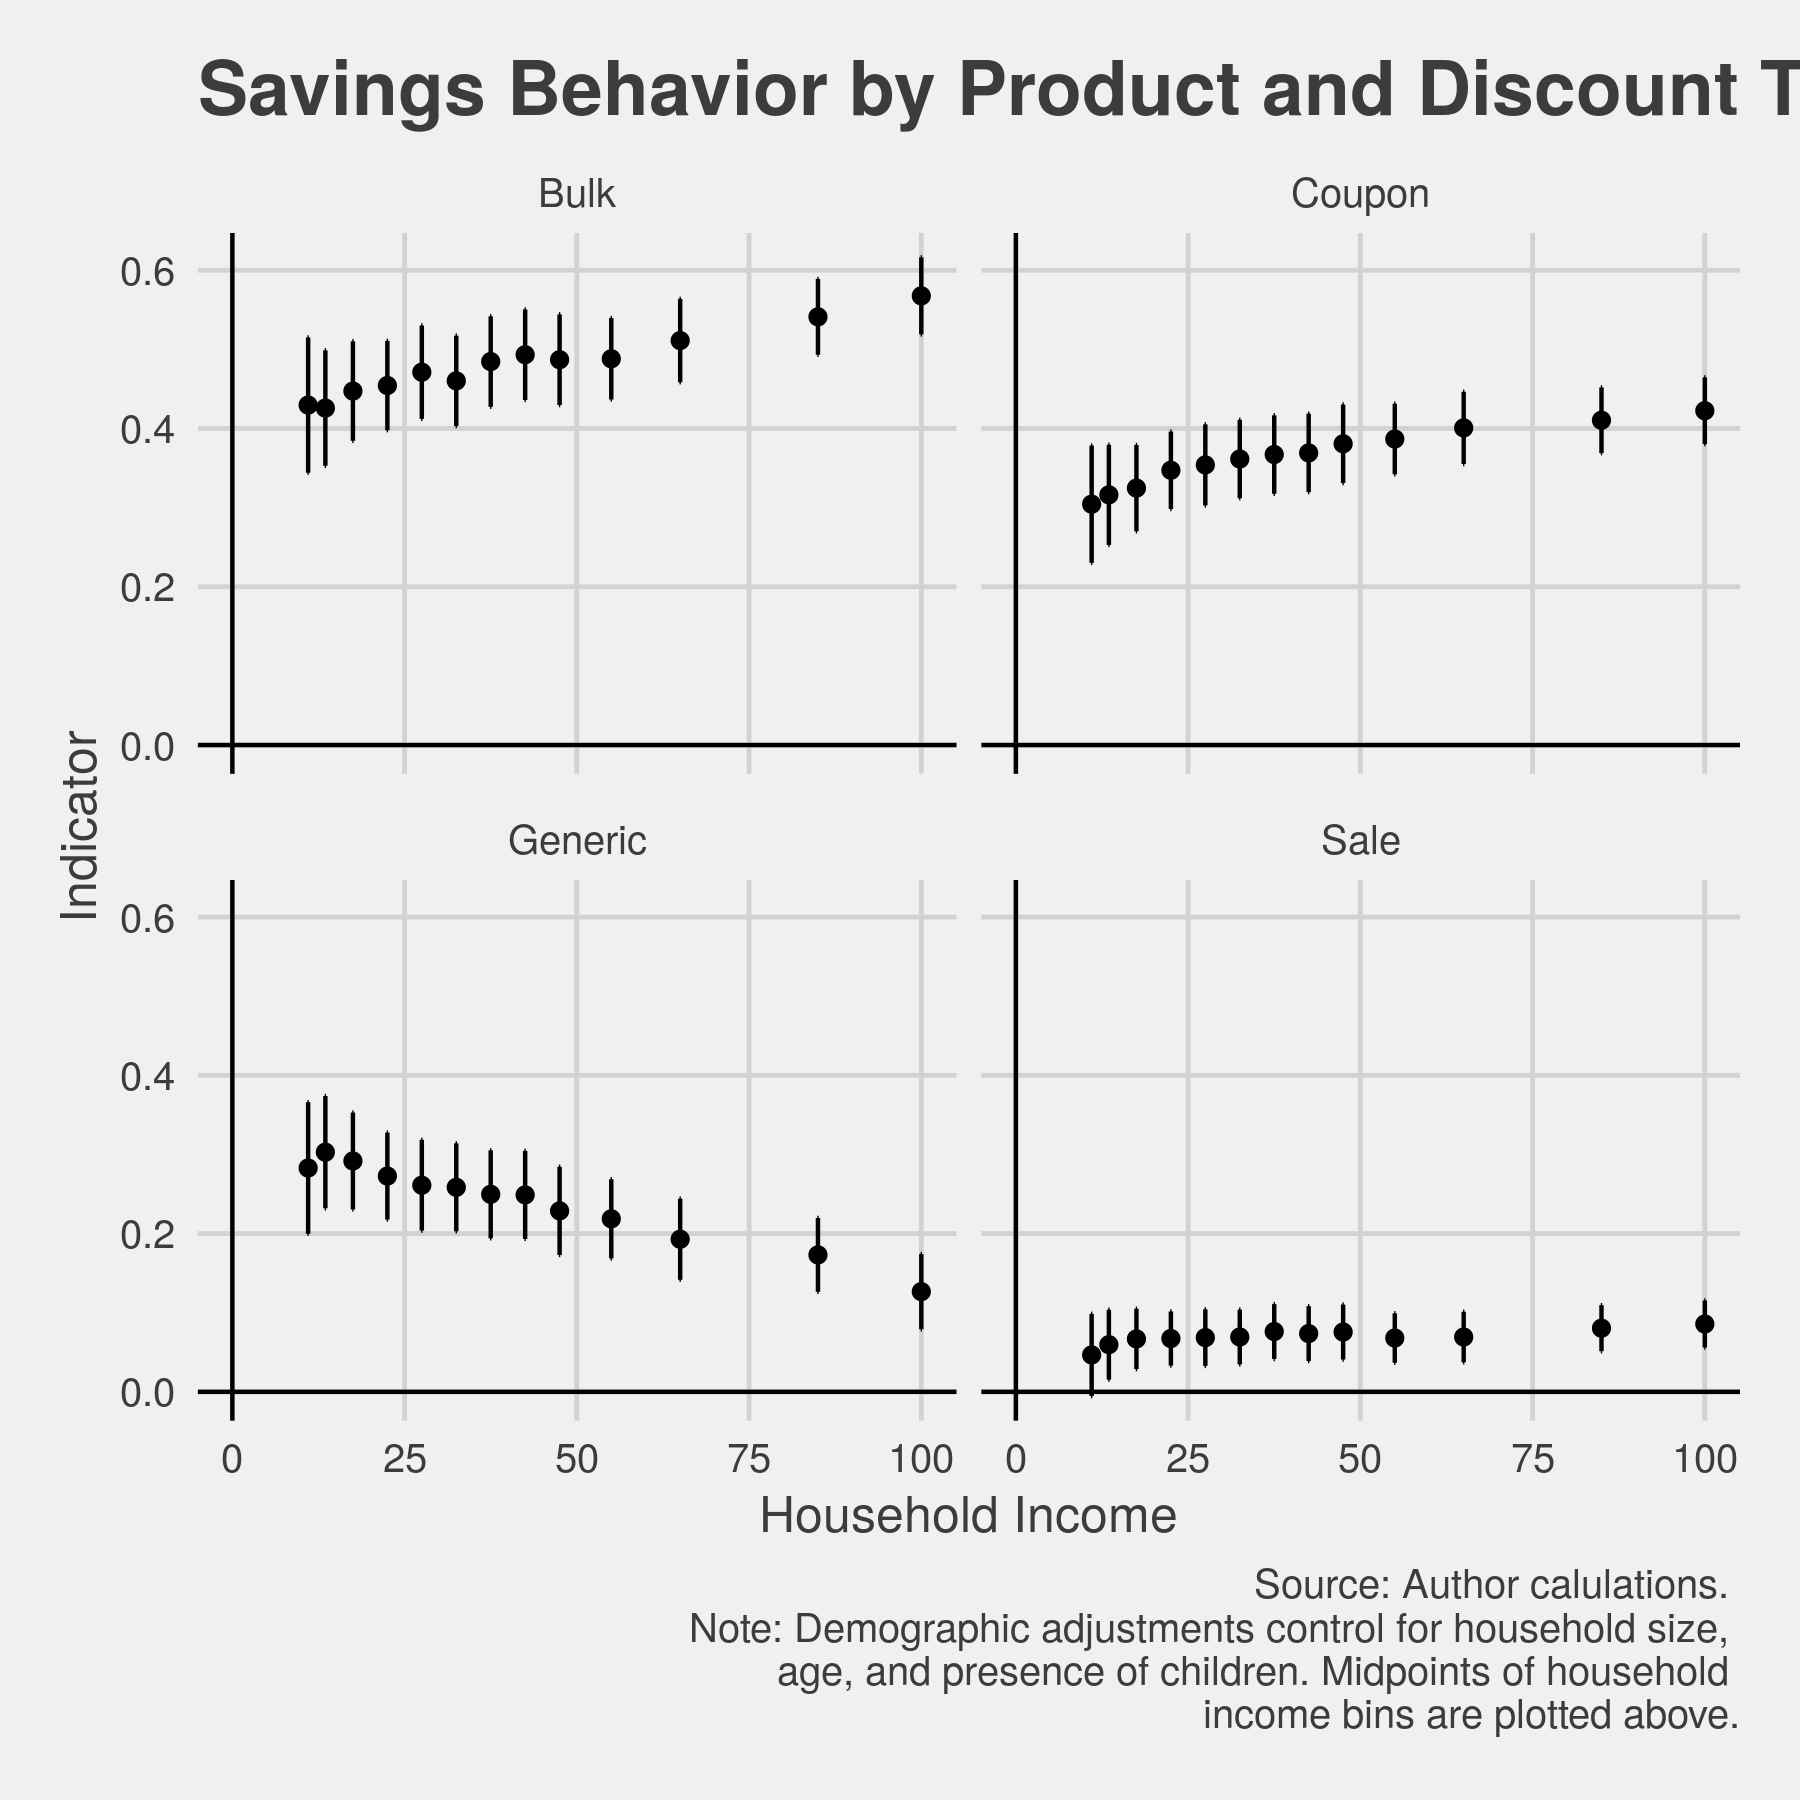 Savings Behavior by Product and Discount T
Bulk
Coupon
0.6
0.4
0.2
0.0
Indicator
Generic
Sale
0.6
0.4
0.2
0.0
0 25 50 75 100 0 25 50 75 100
Household Income
Source: Author calulations.
Note: Demographic adjustments control for household size,
age, and presence of children. Midpoints of household
income bins are plotted above.